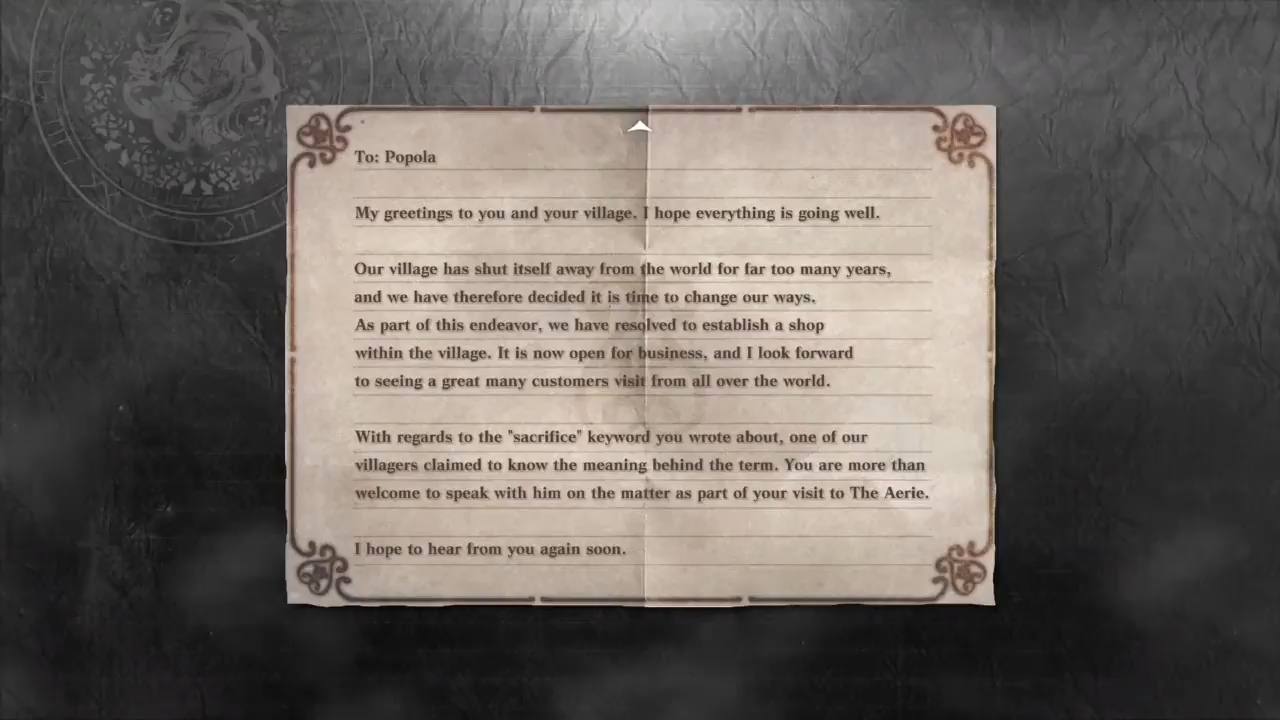 To: Popola
My greetings to you and your village. I hope everything is going well.
Our village has shut itself away from the world for far too many years,
and we have therefore decided it is time to change our ways.
As part of this endeavor, we have resolved to establish a shop
within the village. It is now open for business, and I look forward
to seeing a great many customers visit from all over the world.
With regards to the "sacrifice" keyword you wrote about, one of our
villagers claimed to know the meaning behind the term. You are more than
welcome to speak with him on the matter as part of your visit to The Aerie.
I hope to hear from you again soon.